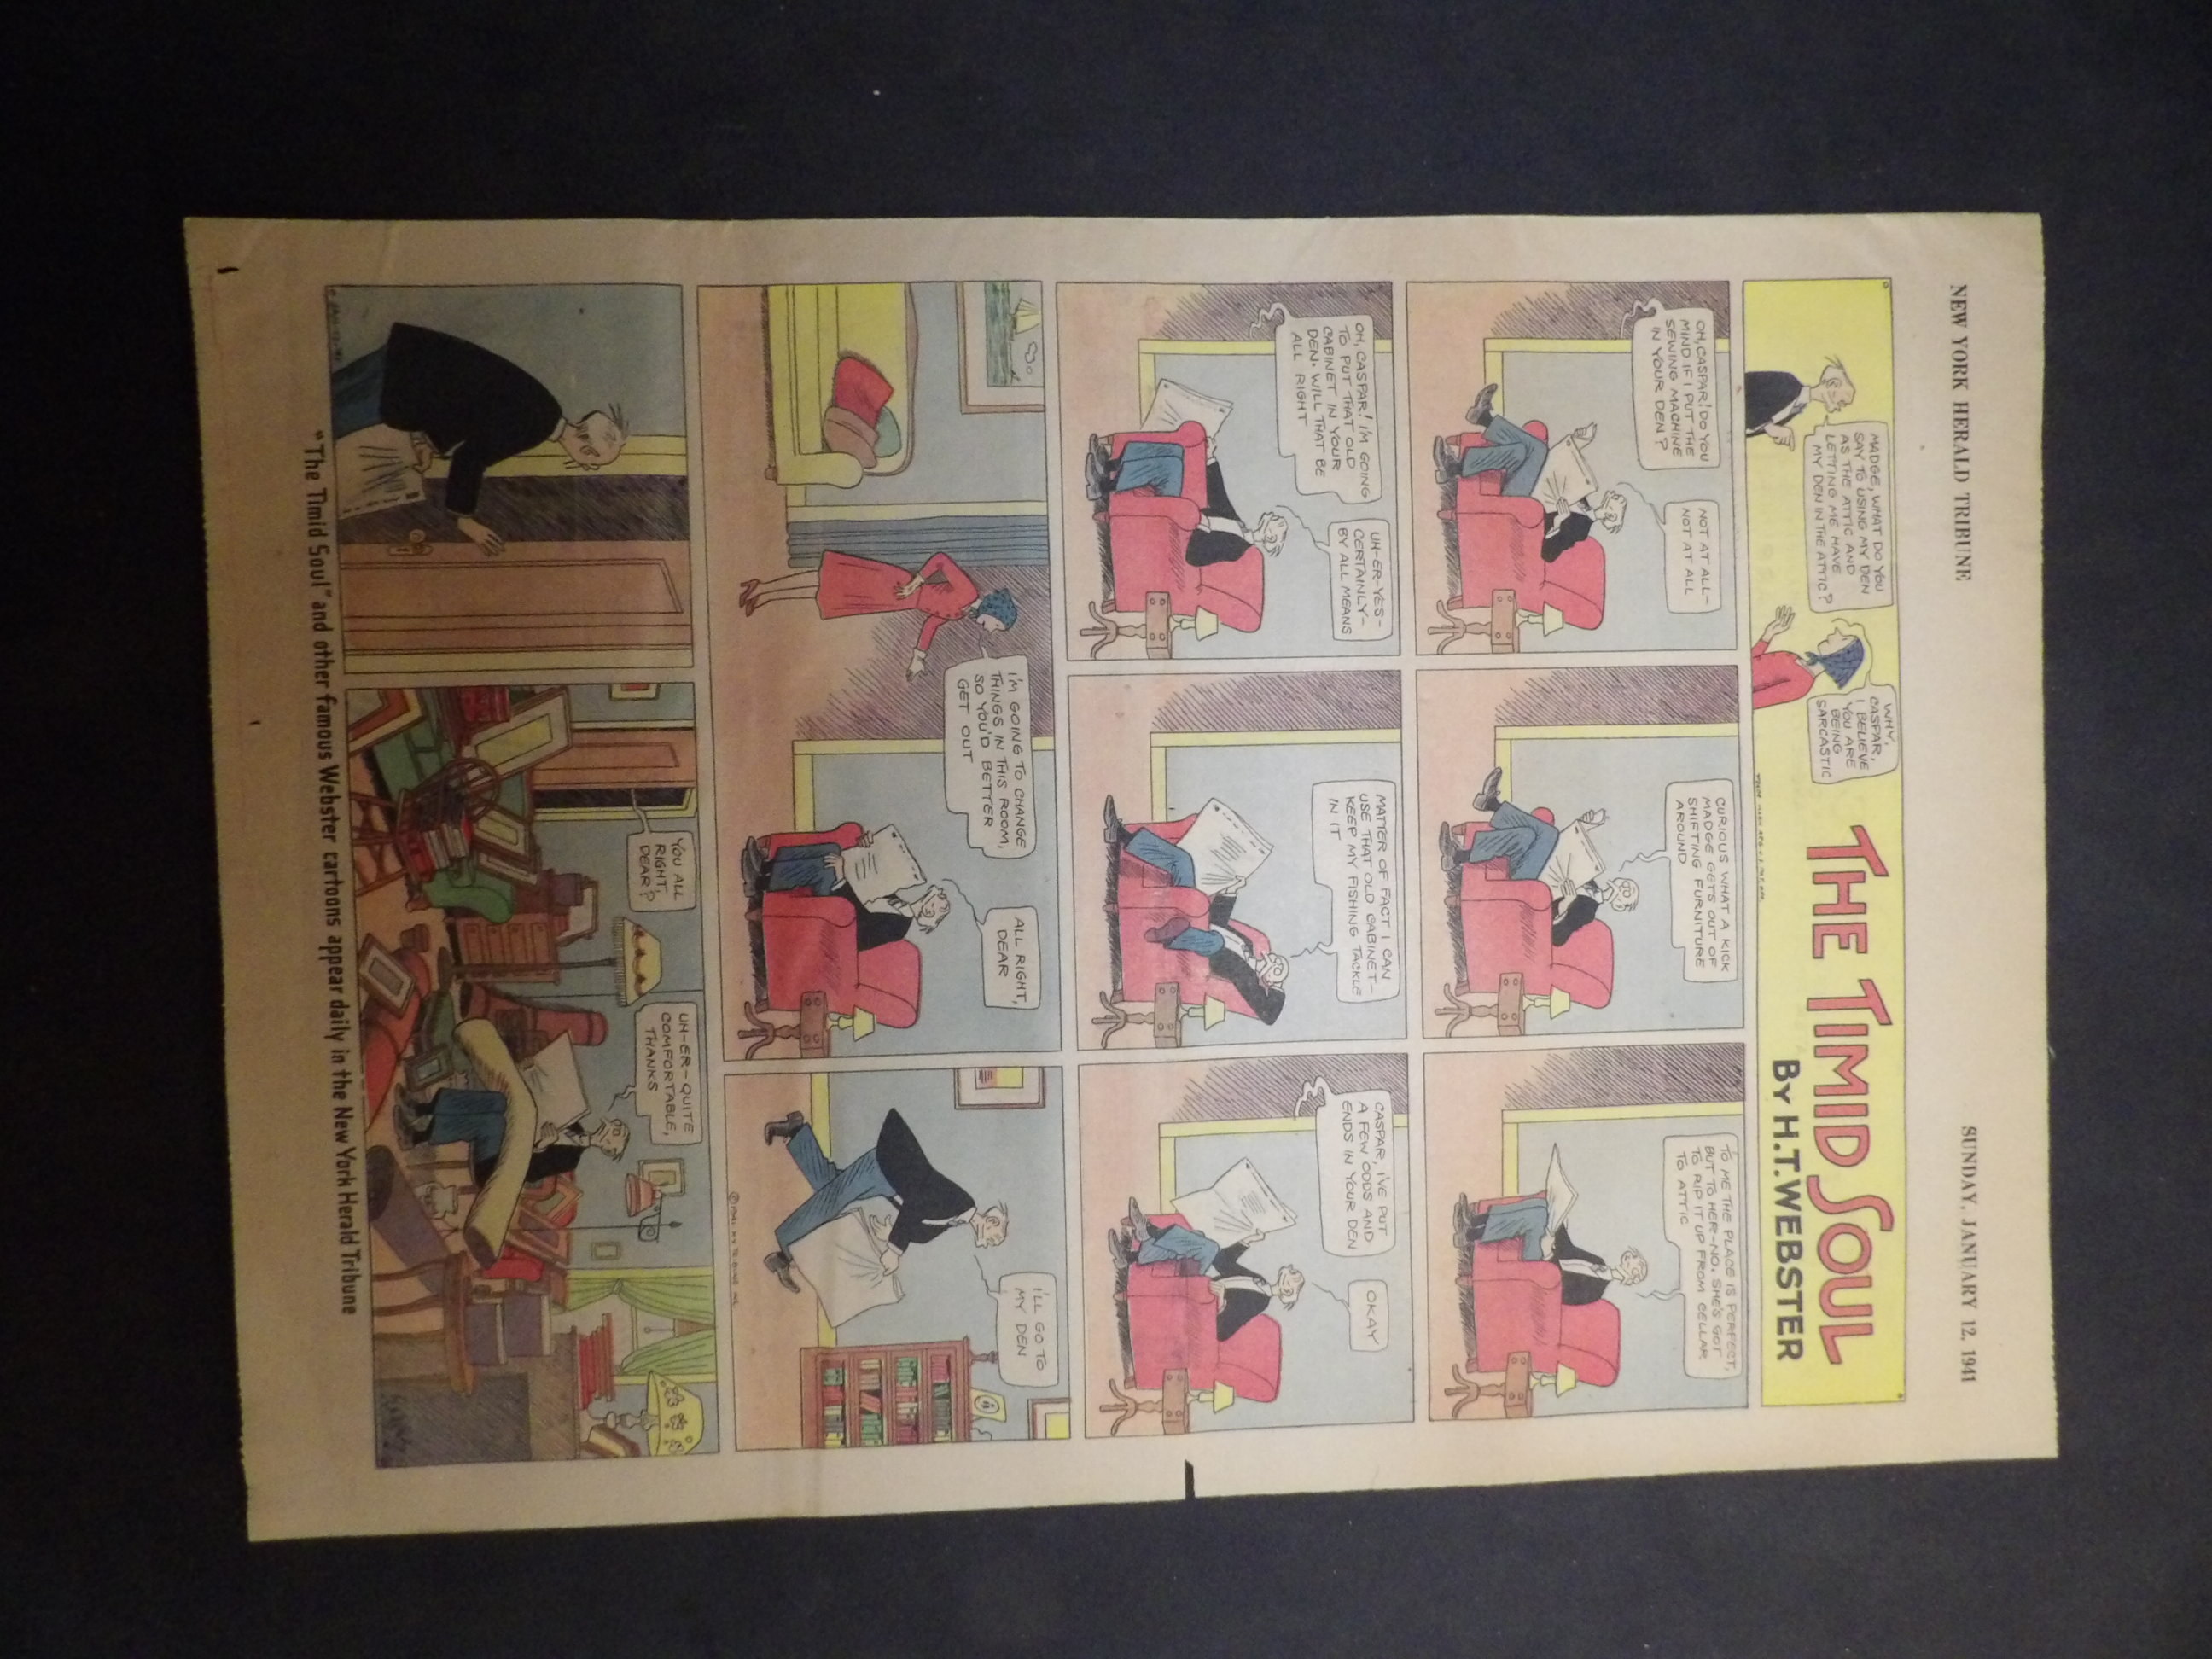 NEW YORK HERALD TRIBUNE
SUNDAY, JANUARY 12, 1941
MADGE, WHAT DO YOU
SAY TO USING MY DEN
AS THE ATTIC AND
LETTING ME HAVE
MY DEN IN THE ATTIC?
WHY,
CASPAR,
I BELIEVE
YOU ARE
BEING
SARCASTIC
THE TIMID SOUL
BY H.T. WEBSTER
OH, CASPAR! DO YOU
MIND IF I PUT THE
SEWING MACHINE
IN YOUR DEN?
NOT AT ALL-
NOT AT ALL
CURIOUS WHAT A KICK
MADGE GETS OUT OF
SHIFTING FURNITURE
AROUND
TO ME THE PLACE IS PERFECT,
BUT TO HER-NO. SHE'S GOT
TO RIP IT UP FROM CELLAR
TO ATTIC
OH, CASPAR! I'M GOING
TO PUT THAT OLD
CABINET IN YOUR
DEN. WILL THAT BE
ALL RIGHT
UH-ER-YES-
CERTAINLY-
BY ALL MEANS
MATTER OF FACT I CAN
USE THAT OLD CABINET-
KEEP MY FISHING TACKLE
IN IT
CASPAR, I'VE PUT
A FEW ODDS AND
ENDS IN YOUR DEN
OKAY
I'M GOING TO CHANGE
THINGS IN THIS ROOM,
SO YOU'D BETTER
GET OUT
ALL RIGHT,
DEAR
I'LL GO TO
MY DEN
YOU ALL
RIGHT,
DEAR?
UH-ER-QUITE
COMFORTABLE,
THANKS
"The Timid Soul" and other famous Webster cartoons appear daily in the New York Herald Tribune